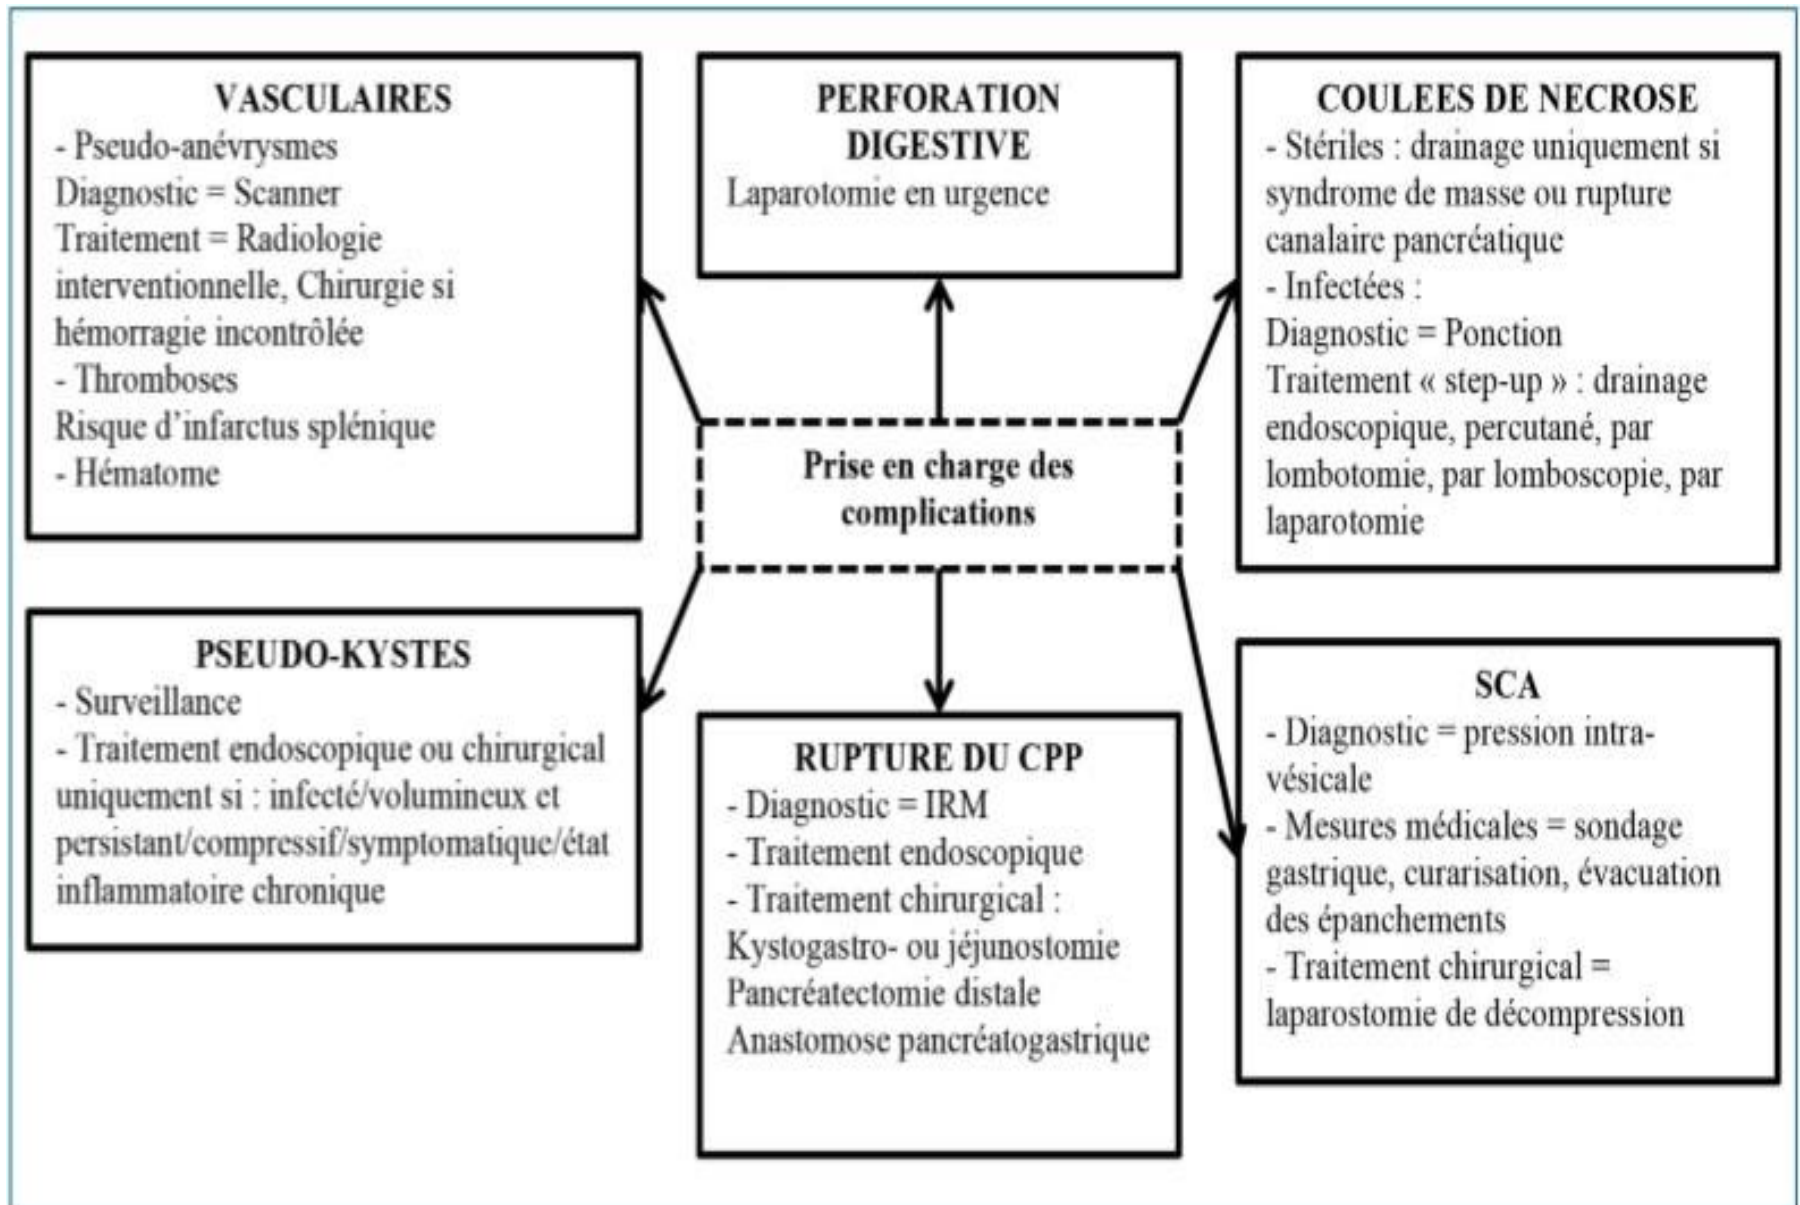 VASCULAIRES
- Pseudo-anévrysmes
Diagnostic = Scanner
Traitement = Radiologie
interventionnelle, Chirurgie si
hémorragie incontrôlée
- Thromboses
Risque d'infarctus splénique
- Hématome
PERFORATION
DIGESTIVE
Laparotomie en urgence
COULEES DE NECROSE
- Stériles : drainage uniquement si
syndrome de masse ou rupture
canalaire pancréatique
- Infectées :
Diagnostic = Ponction
Traitement « step-up » : drainage
endoscopique, percutané, par
lombotomie, par lomboscopie, par
laparotomie
Prise en charge des
complications
PSEUDO-KYSTES
- Surveillance
- Traitement endoscopique ou chirurgical
uniquement si : infecté/volumineux et
persistant/compressif/symptomatique/état
inflammatoire chronique
RUPTURE DU CPP
- Diagnostic = IRM
- Traitement endoscopique
- Traitement chirurgical :
Kystogastro- ou jéjunostomie
Pancréatectomie distale
Anastomose pancréatogastrique
SCA
- Diagnostic = pression intra-
vésicale
- Mesures médicales = sondage
gastrique, curarisation, évacuation
des épanchements
- Traitement chirurgical =
laparostomie de décompression